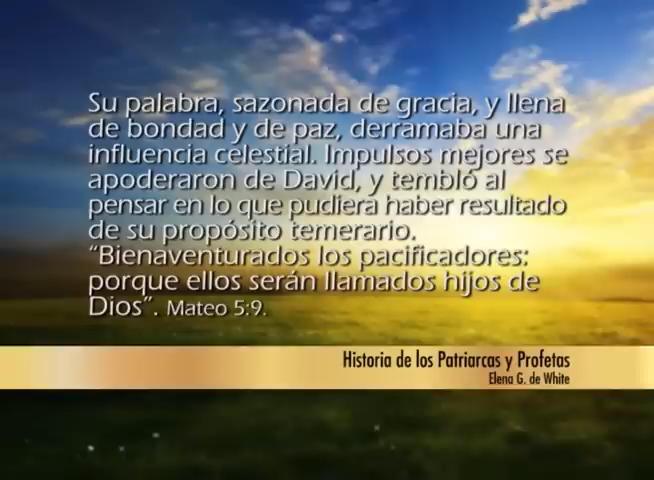 Su palabra, sazonada de gracia, y llena
de bondad y de paz, derramaba una
influencia celestial. Impulsos mejores se
apoderaron de David, y tembló al
pensar en lo que pudiera haber resultado
de su propósito temerario.
“Bienaventurados los pacificadores:
porque ellos serán llamados hijos de
Dios”. Mateo 5:9.
Historia de los Patriarcas y Profetas
Elena G. de White